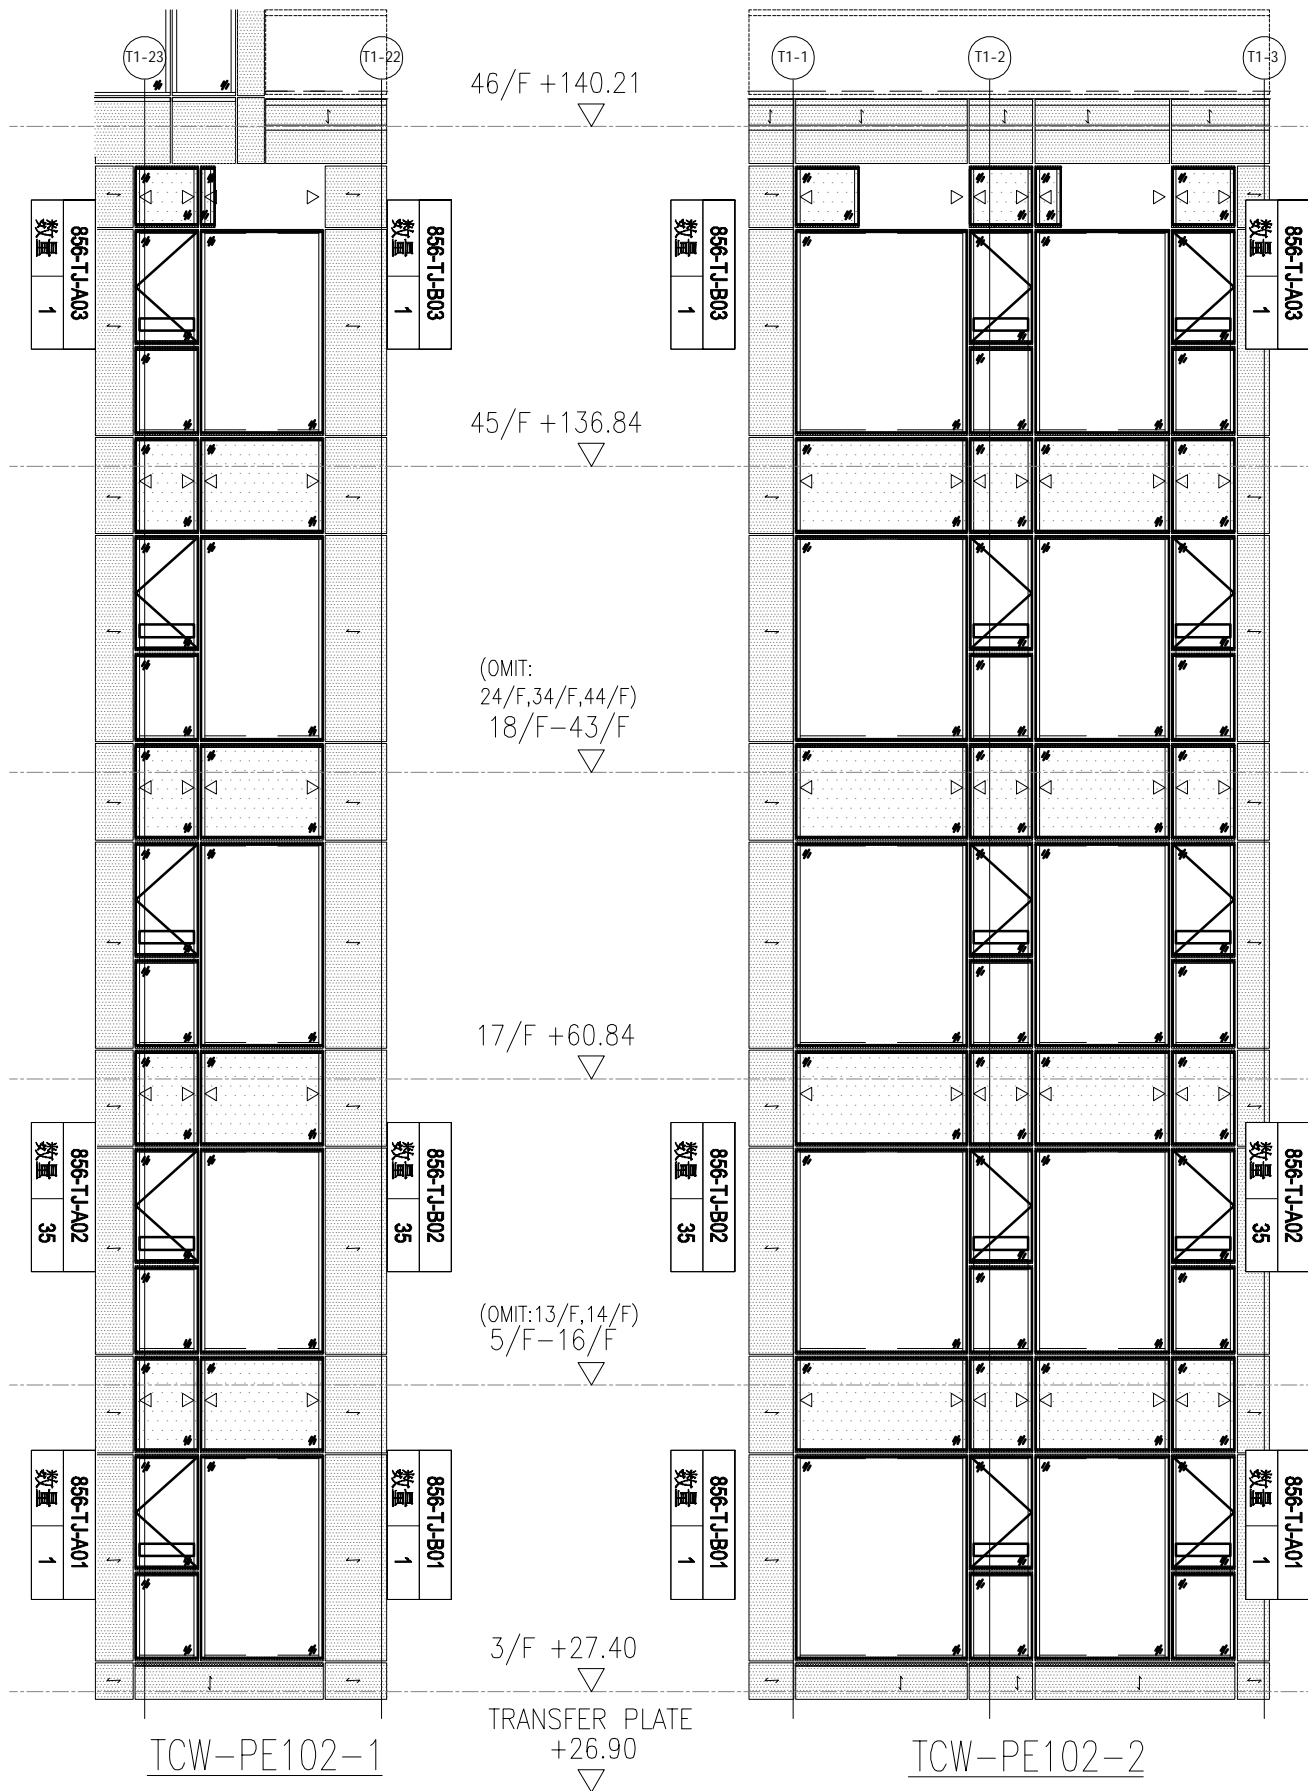 T1-23
T1-22
T1-1
T1-2
T1-3
46/F +140.21
856-TJ-A03
数量 1
856-TJ-B03
数量 1
856-TJ-B03
数量 1
856-TJ-A03
数量 1
45/F +136.84
(OMIT:
24/F,34/F,44/F)
18/F-43/F
17/F +60.84
856-TJ-A02
数量 35
856-TJ-B02
数量 35
856-TJ-B02
数量 35
856-TJ-A02
数量 35
(OMIT:13/F,14/F)
5/F-16/F
856-TJ-A01
数量 1
856-TJ-B01
数量 1
856-TJ-B01
数量 1
856-TJ-A01
数量 1
3/F +27.40
TRANSFER PLATE
+26.90
TCW-PE102-1
TCW-PE102-2